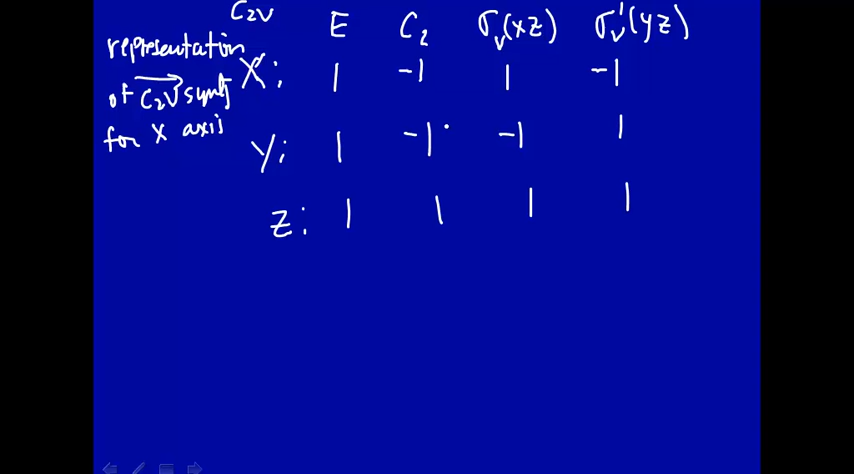 C2v E C2 σv(xz) σv'(yz)
representation
of C2v symty
for x axis
X: 1 -1 1 -1
y: 1 -1 -1 1
z: 1 1 1 1